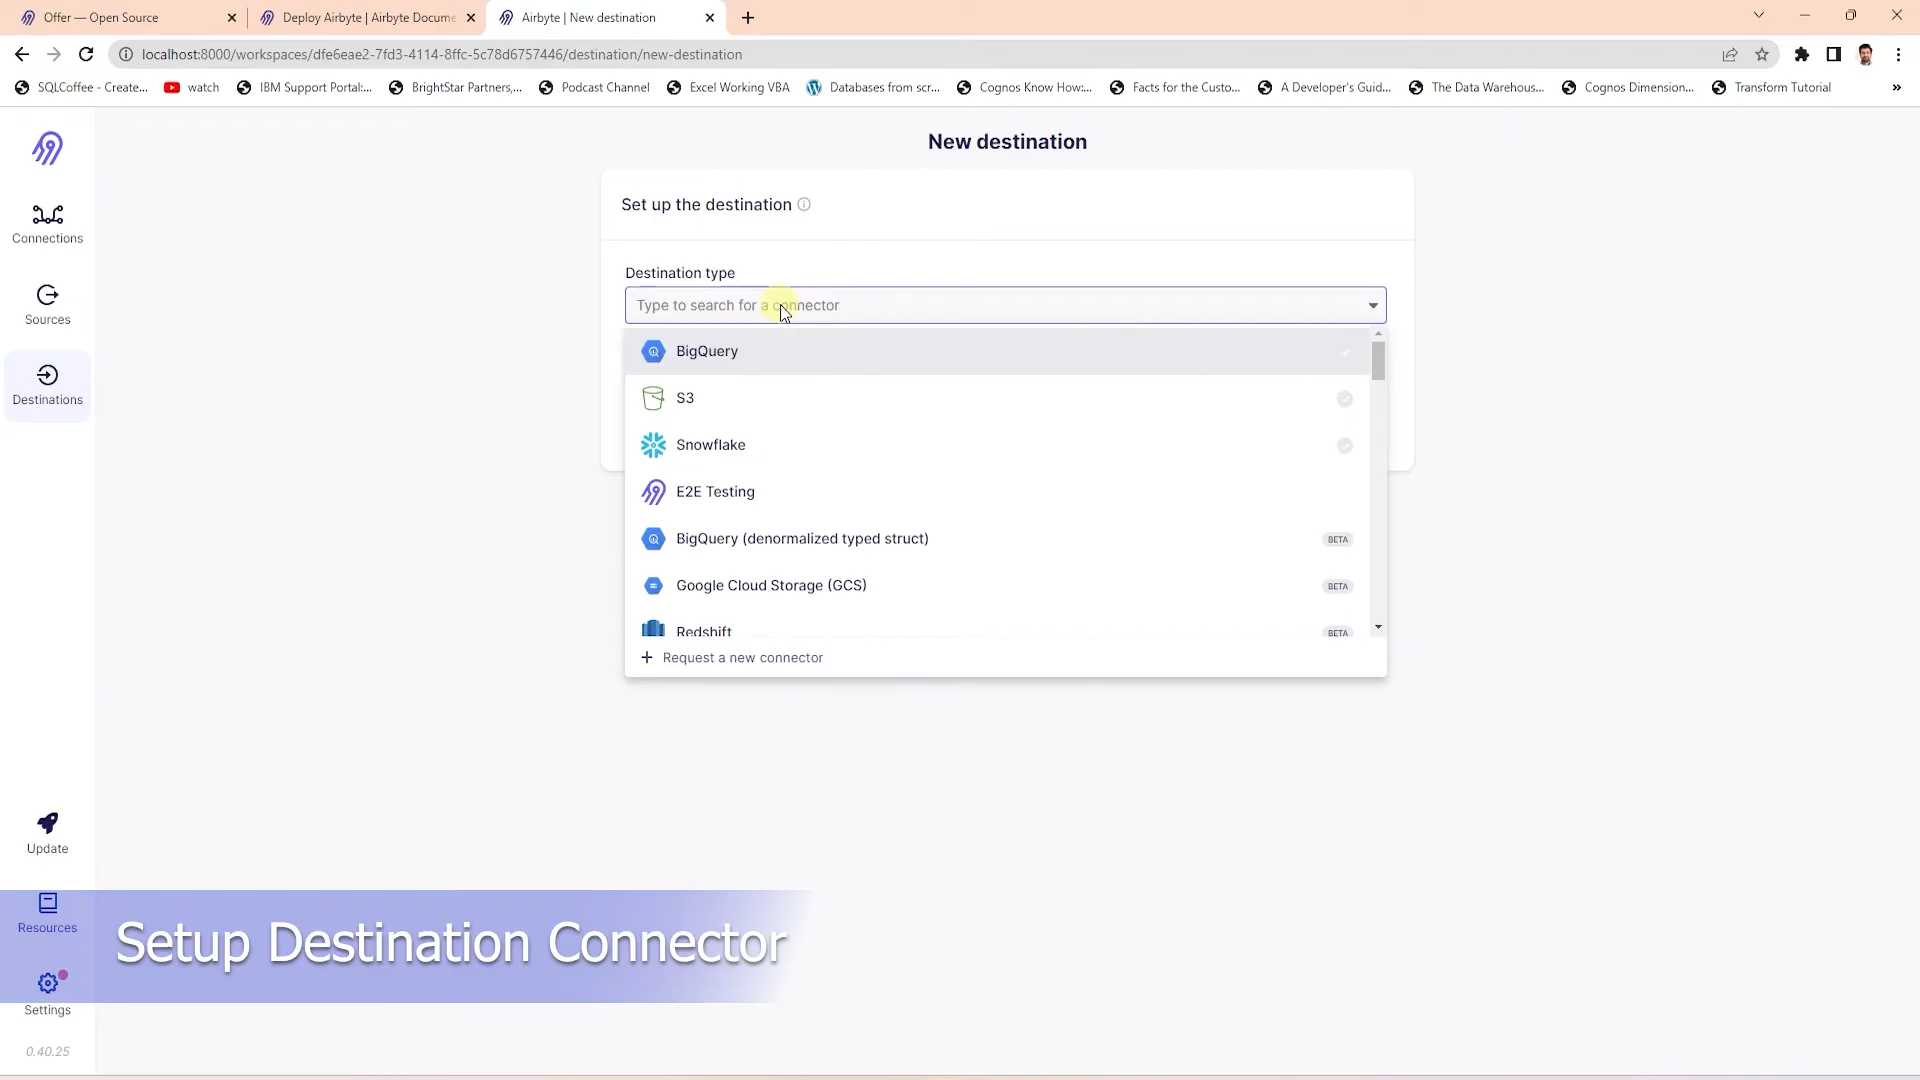 Offer — Open Source
Deploy Airbyte | Airbyte Docume
Airbyte | New destination
localhost:8000/workspaces/dfe6eae2-7fd3-4114-8ffc-5c78d6757446/destination/new-destination
SQLCoffee - Create...
watch
IBM Support Portal:...
BrightStar Partners,...
Podcast Channel
Excel Working VBA
Databases from scr...
Cognos Know How:...
Facts for the Custo...
A Developer's Guid...
The Data Warehous...
Cognos Dimension...
Transform Tutorial
»
New destination
Set up the destination
Connections
Sources
Destinations
Destination type
Type to search for a connector
BigQuery
S3
Snowflake
E2E Testing
BigQuery (denormalized typed struct) BETA
Google Cloud Storage (GCS) BETA
Redshift BETA
Request a new connector
Update
Resources
Setup Destination Connector
Settings
0.40.25